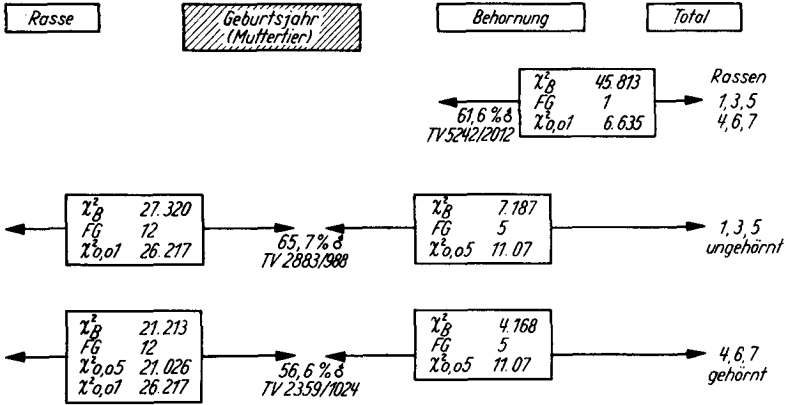 Rasse
Geburtsjahr
(Muttertier)
Behornung
Total
χ²B 45.813
FG 1
χ²0,01 6.635
61,6 % ♂
TV 5242/2012
Rassen
1, 3, 5
4, 6, 7
χ²B 27.320
FG 12
χ²0,01 26.217
65,7 % ♂
TV 2883/988
χ²B 7.187
FG 5
χ²0,05 11.07
1, 3, 5
ungehörnt
χ²B 21.213
FG 12
χ²0,05 21.026
χ²0,01 26.217
56,6 % ♂
TV 2359/1024
χ²B 4.168
FG 5
χ²0,05 11.07
4, 6, 7
gehörnt